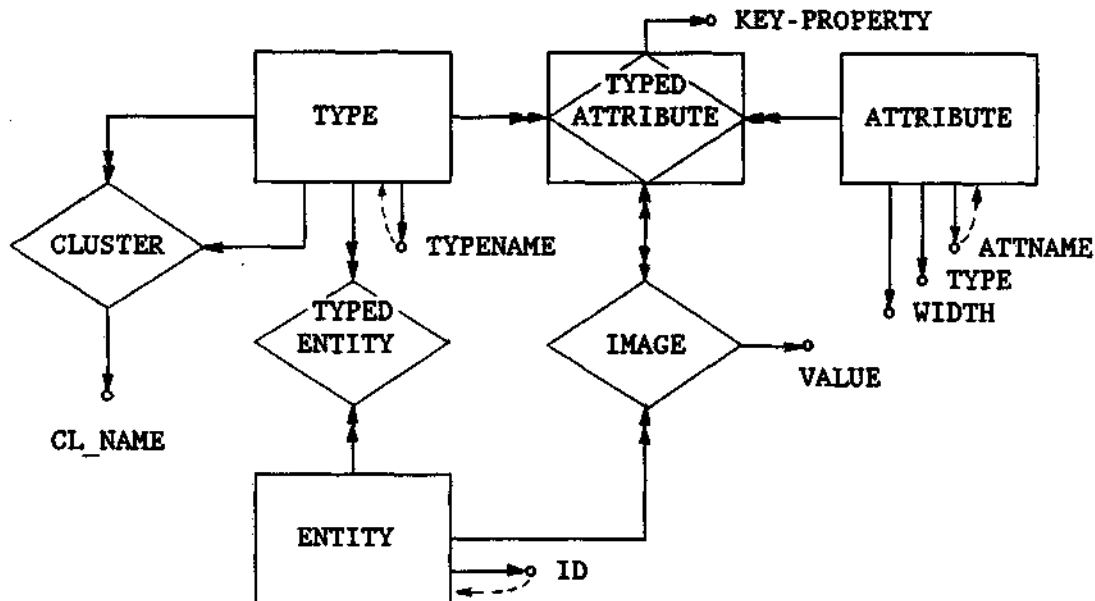 KEY-PROPERTY
TYPE
TYPED
ATTRIBUTE
ATTRIBUTE
CLUSTER
TYPENAME
ATTNAME
TYPE
WIDTH
TYPED
ENTITY
IMAGE
VALUE
CL_NAME
ENTITY
ID